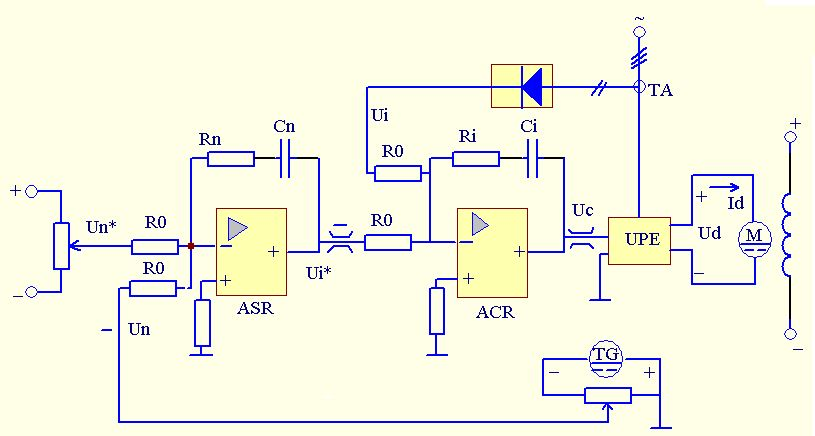 ~
TA
Ui
Cn
Rn
Ri
Ci
R0
+
Un*
R0
R0
Uc
+
Id
UPE
Ud
M
+
−
−
+
−
+
R0
Ui*
−
+
−
+
−
ASR
ACR
−
Un
−
TG
+
−